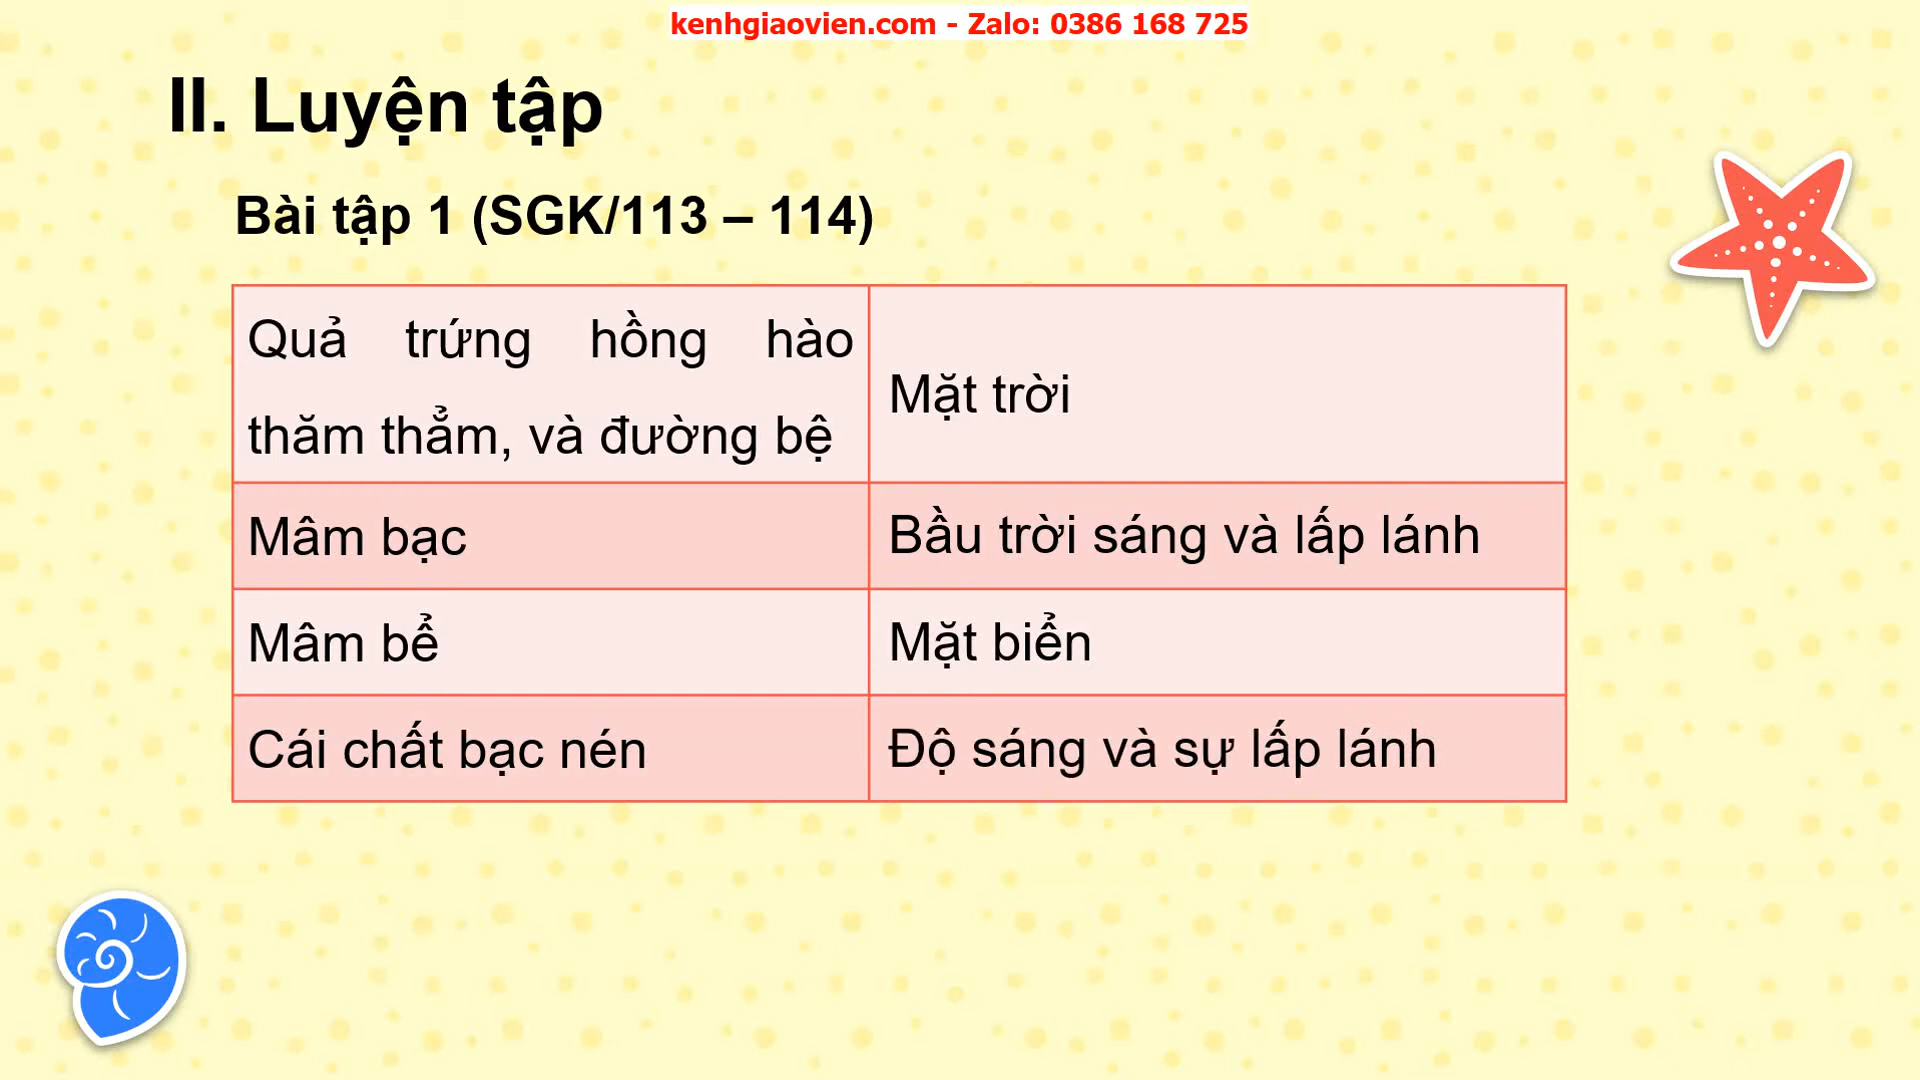 kenhgiaovien.com - Zalo: 0386 168 725
II. Luyện tập
Bài tập 1 (SGK/113 – 114)
Quả trứng hồng hào
thăm thẳm, và đường bệ
Mặt trời
Mâm bạc
Bầu trời sáng và lấp lánh
Mâm bể
Mặt biển
Cái chất bạc nén
Độ sáng và sự lấp lánh